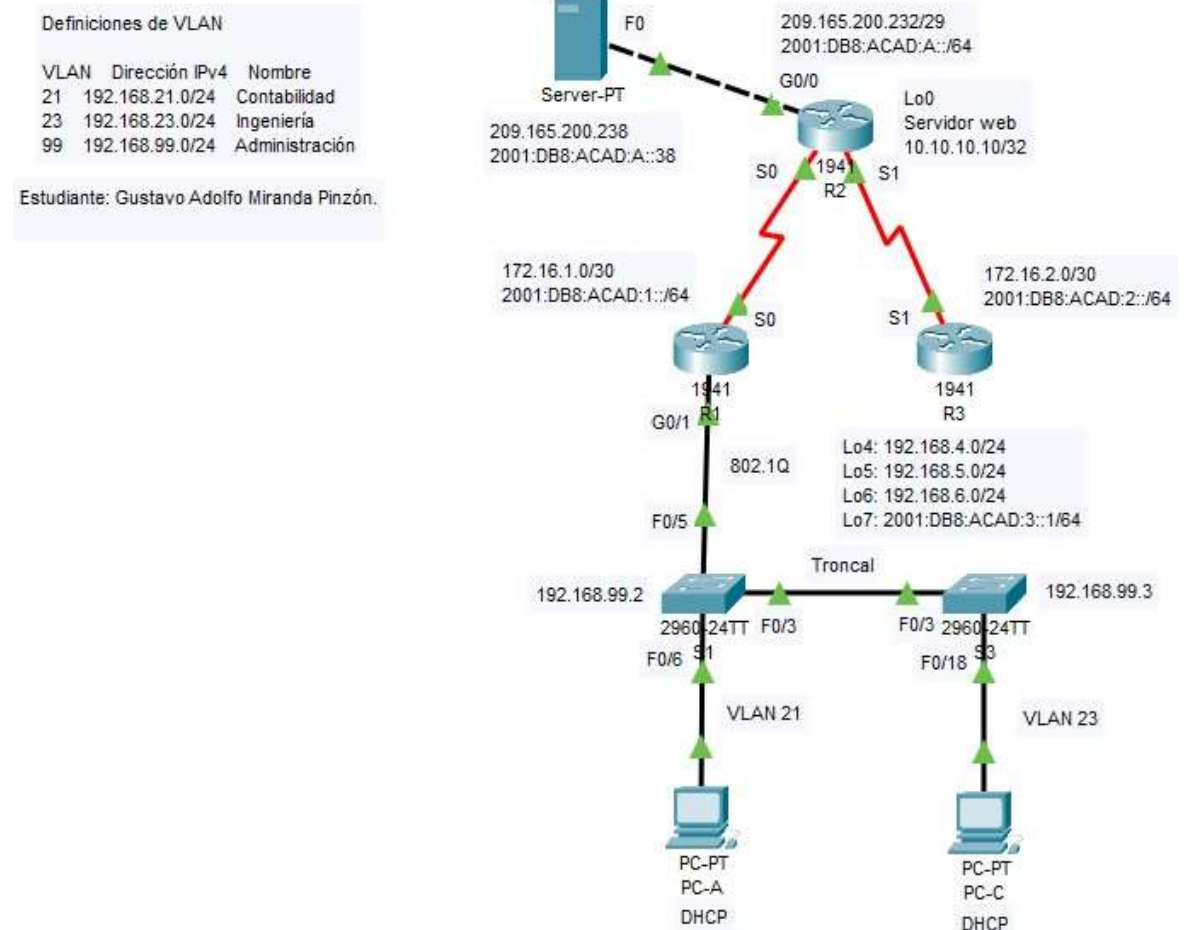 Definiciones de VLAN
VLAN Dirección IPv4 Nombre
21 192.168.21.0/24 Contabilidad
23 192.168.23.0/24 Ingeniería
99 192.168.99.0/24 Administración
Estudiante: Gustavo Adolfo Miranda Pinzón.
F0
Server-PT
209.165.200.238
2001:DB8:ACAD:A::38
209.165.200.232/29
2001:DB8:ACAD:A::/64
G0/0
Lo0
Servidor web
10.10.10.10/32
1941
R2
S0
S1
172.16.1.0/30
2001:DB8:ACAD:1::/64
S0
172.16.2.0/30
2001:DB8:ACAD:2::/64
S1
1941
R1
G0/1
1941
R3
802.1Q
Lo4: 192.168.4.0/24
Lo5: 192.168.5.0/24
Lo6: 192.168.6.0/24
Lo7: 2001:DB8:ACAD:3::1/64
F0/5
Troncal
192.168.99.2
192.168.99.3
2960-24TT
S1
F0/3
F0/3
2960-24TT
S3
F0/6
F0/18
VLAN 21
VLAN 23
PC-PT
PC-A
DHCP
PC-PT
PC-C
DHCP